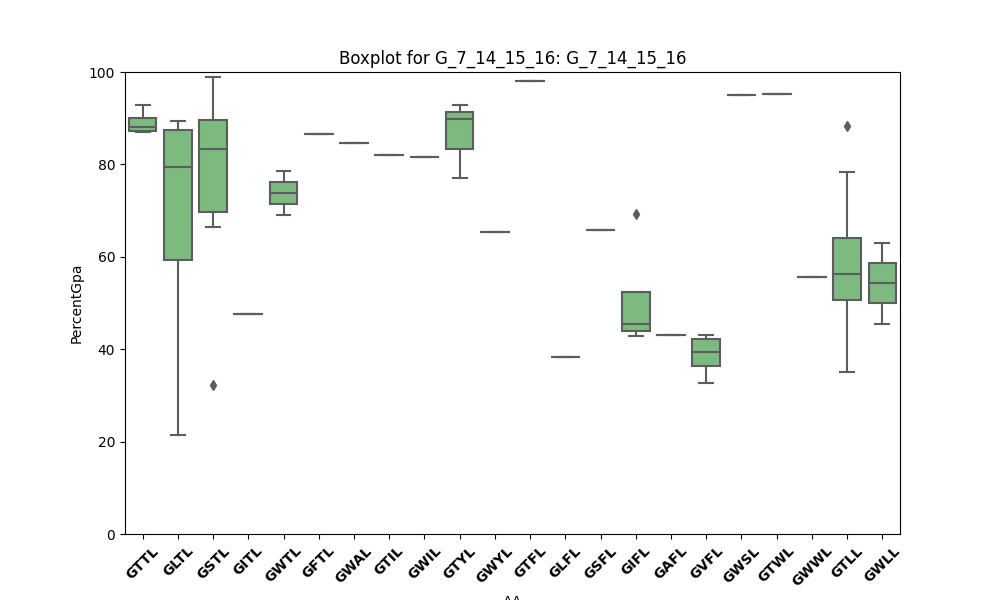 Boxplot for G_7_14_15_16: G_7_14_15_16
100
80
60
40
20
0
PercentGpa
GTTL GLTL GSTL GITL GWTL GFTL GWAL GTIL GWIL GTYL GWYL GTFL GLFL GSFL GIFL GAFL GVFL GWSL GTWL GWWL GTLL GWLL